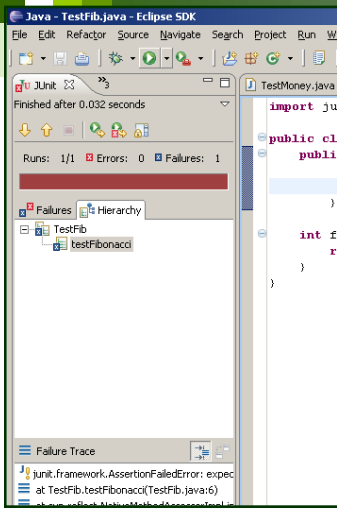 Java - TestFib.java - Eclipse SDK
File Edit Refactor Source Navigate Search Project Run W
JUnit 3 TestMoney.java
Finished after 0.032 seconds
import ju
public cl
Runs: 1/1 Errors: 0 Failures: 1
publi
}
Failures Hierarchy
TestFib
int f
testFibonacci
r
}
}
Failure Trace
junit.framework.AssertionFailedError: expec
at TestFib.testFibonacci(TestFib.java:6)